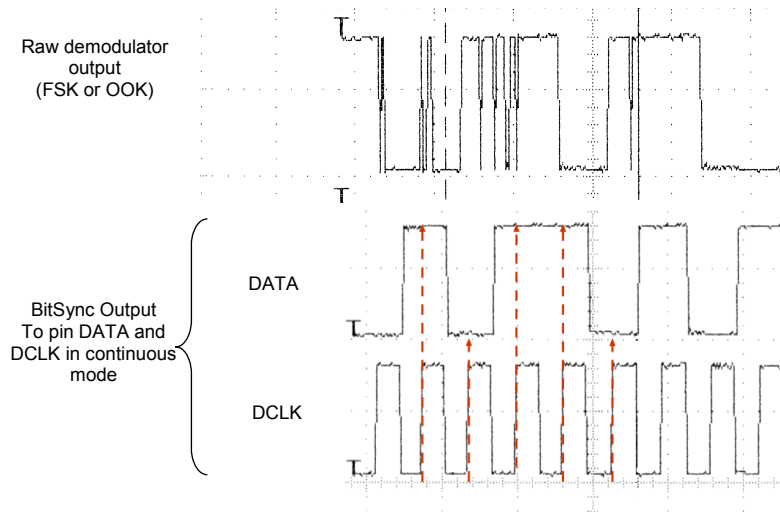 Raw demodulator
output
(FSK or OOK)
DATA
BitSync Output
To pin DATA and
DCLK in continuous
mode
DCLK